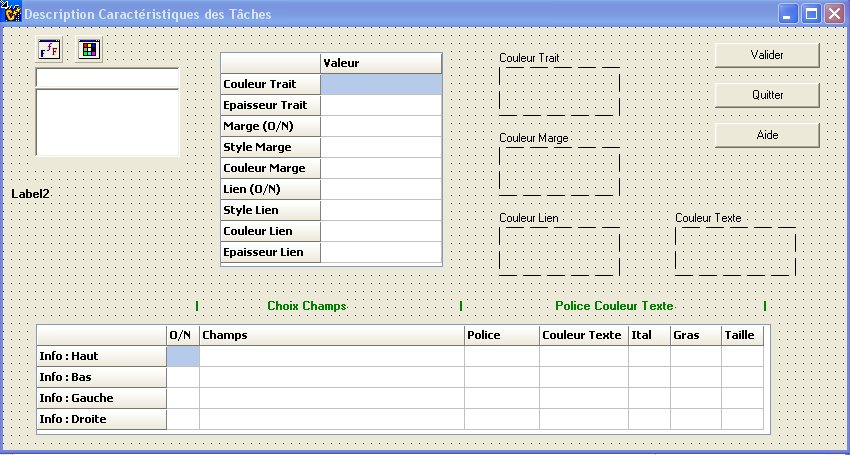 Description Caractéristiques des Tâches
Valeur
Couleur Trait
Epaisseur Trait
Marge (O/N)
Style Marge
Couleur Marge
Lien (O/N)
Style Lien
Couleur Lien
Epaisseur Lien
Couleur Trait
Couleur Marge
Couleur Lien
Couleur Texte
Valider
Quitter
Aide
Label2
| Choix Champs | Police Couleur Texte |
O/N Champs Police Couleur Texte Ital Gras Taille
Info : Haut
Info : Bas
Info : Gauche
Info : Droite